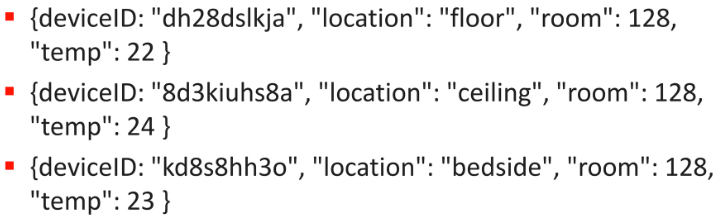 ▪ {deviceID: "dh28dslkja", "location": "floor", "room": 128,
"temp": 22 }
▪ {deviceID: "8d3kiuhs8a", "location": "ceiling", "room": 128,
"temp": 24 }
▪ {deviceID: "kd8s8hh3o", "location": "bedside", "room": 128,
"temp": 23 }